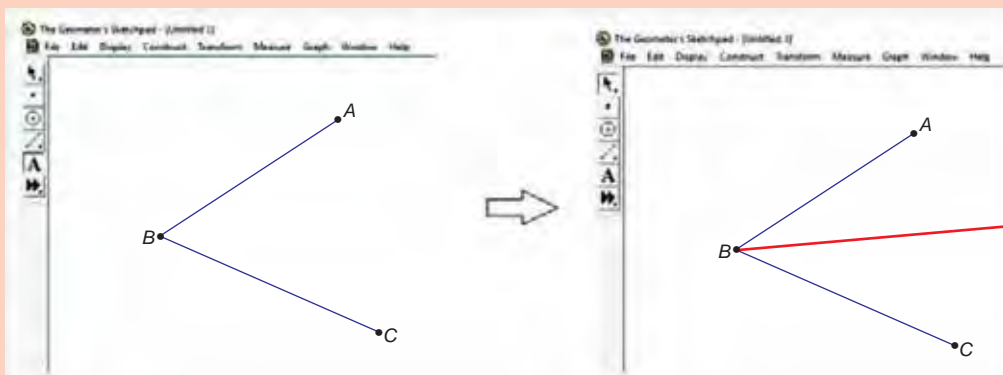 The Geometer's Sketchpad - [Untitled 1]
File Edit Display Construct Transform Measure Graph Window Help
A
A
B
C
The Geometer's Sketchpad - [Untitled 1]
File Edit Display Construct Transform Measure Graph Window Help
A
A
B
C